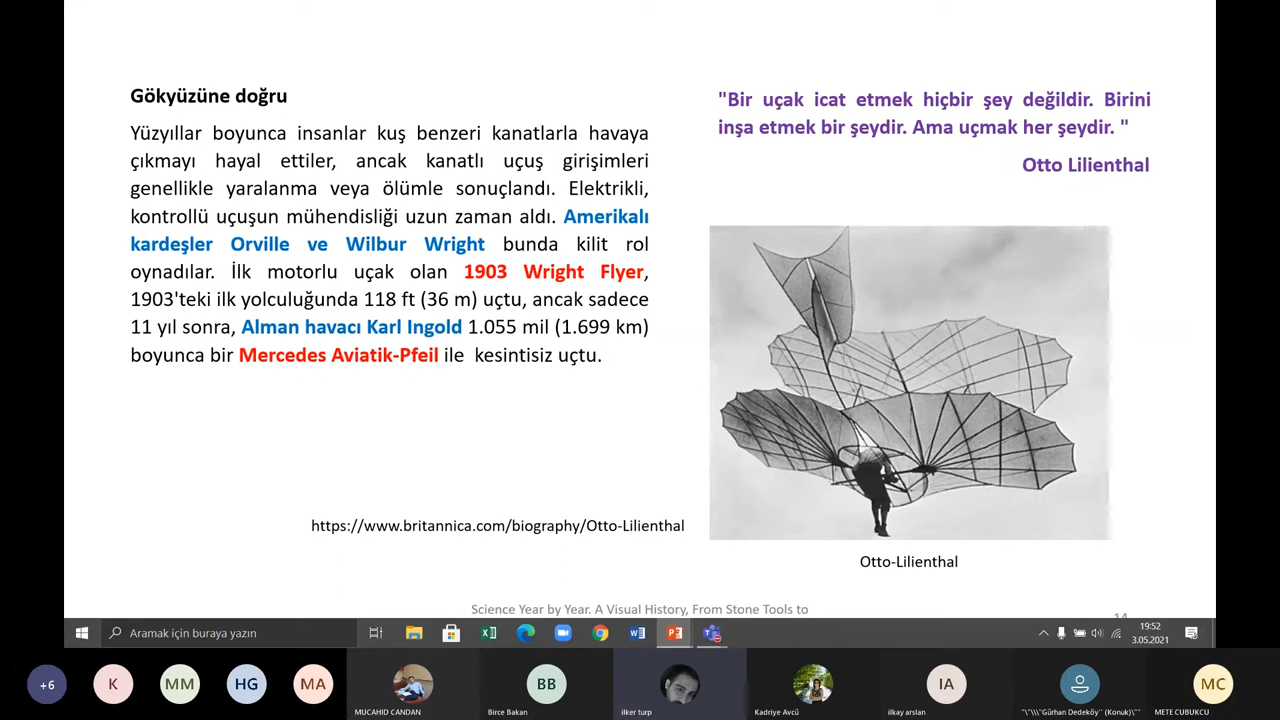 Gökyüzüne doğru
Yüzyıllar boyunca insanlar kuş benzeri kanatlarla havaya
çıkmayı hayal ettiler, ancak kanatlı uçuş girişimleri
genellikle yaralanma veya ölümle sonuçlandı. Elektrikli,
kontrollü uçuşun mühendisliği uzun zaman aldı. Amerikalı
kardeşler Orville ve Wilbur Wright bunda kilit rol
oynadılar. İlk motorlu uçak olan 1903 Wright Flyer,
1903'teki ilk yolculuğunda 118 ft (36 m) uçtu, ancak sadece
11 yıl sonra, Alman havacı Karl Ingold 1.055 mil (1.699 km)
boyunca bir Mercedes Aviatik-Pfeil ile kesintisiz uçtu.
"Bir uçak icat etmek hiçbir şey değildir. Birini
inşa etmek bir şeydir. Ama uçmak her şeydir. "
Otto Lilienthal
https://www.britannica.com/biography/Otto-Lilienthal
Otto-Lilienthal
Science Year by Year. A Visual History, From Stone Tools to
14
Aramak için buraya yazın
19:52
3.05.2021
+6
K
MM
HG
MA
MUCAHID CANDAN
BB
Birce Bakan
ilker turp
Kadriye Avcü
IA
ilkay arslan
"\"\\\"Gürhan Dedeköy" (Konuk)\""
MC
METE CUBUKCU